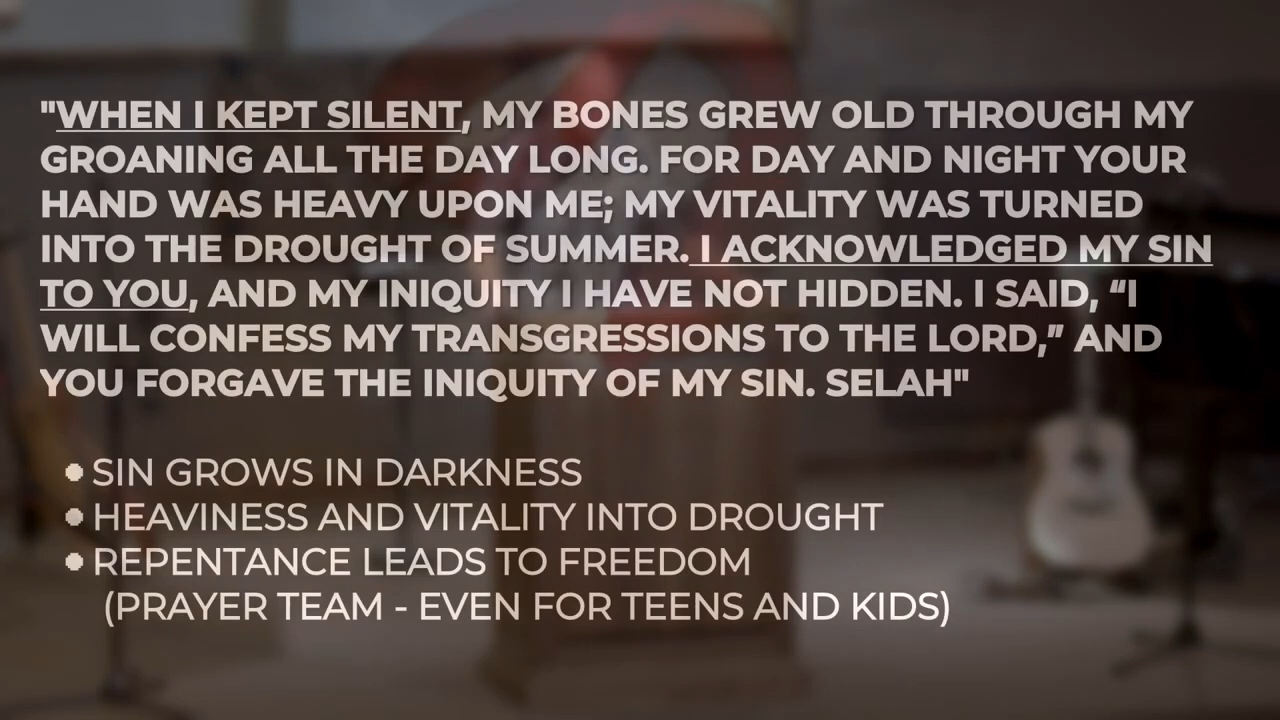 "WHEN I KEPT SILENT, MY BONES GREW OLD THROUGH MY
GROANING ALL THE DAY LONG. FOR DAY AND NIGHT YOUR
HAND WAS HEAVY UPON ME; MY VITALITY WAS TURNED
INTO THE DROUGHT OF SUMMER. I ACKNOWLEDGED MY SIN
TO YOU, AND MY INIQUITY I HAVE NOT HIDDEN. I SAID, “I
WILL CONFESS MY TRANSGRESSIONS TO THE LORD,” AND
YOU FORGAVE THE INIQUITY OF MY SIN. SELAH"
● SIN GROWS IN DARKNESS
● HEAVINESS AND VITALITY INTO DROUGHT
● REPENTANCE LEADS TO FREEDOM
(PRAYER TEAM - EVEN FOR TEENS AND KIDS)